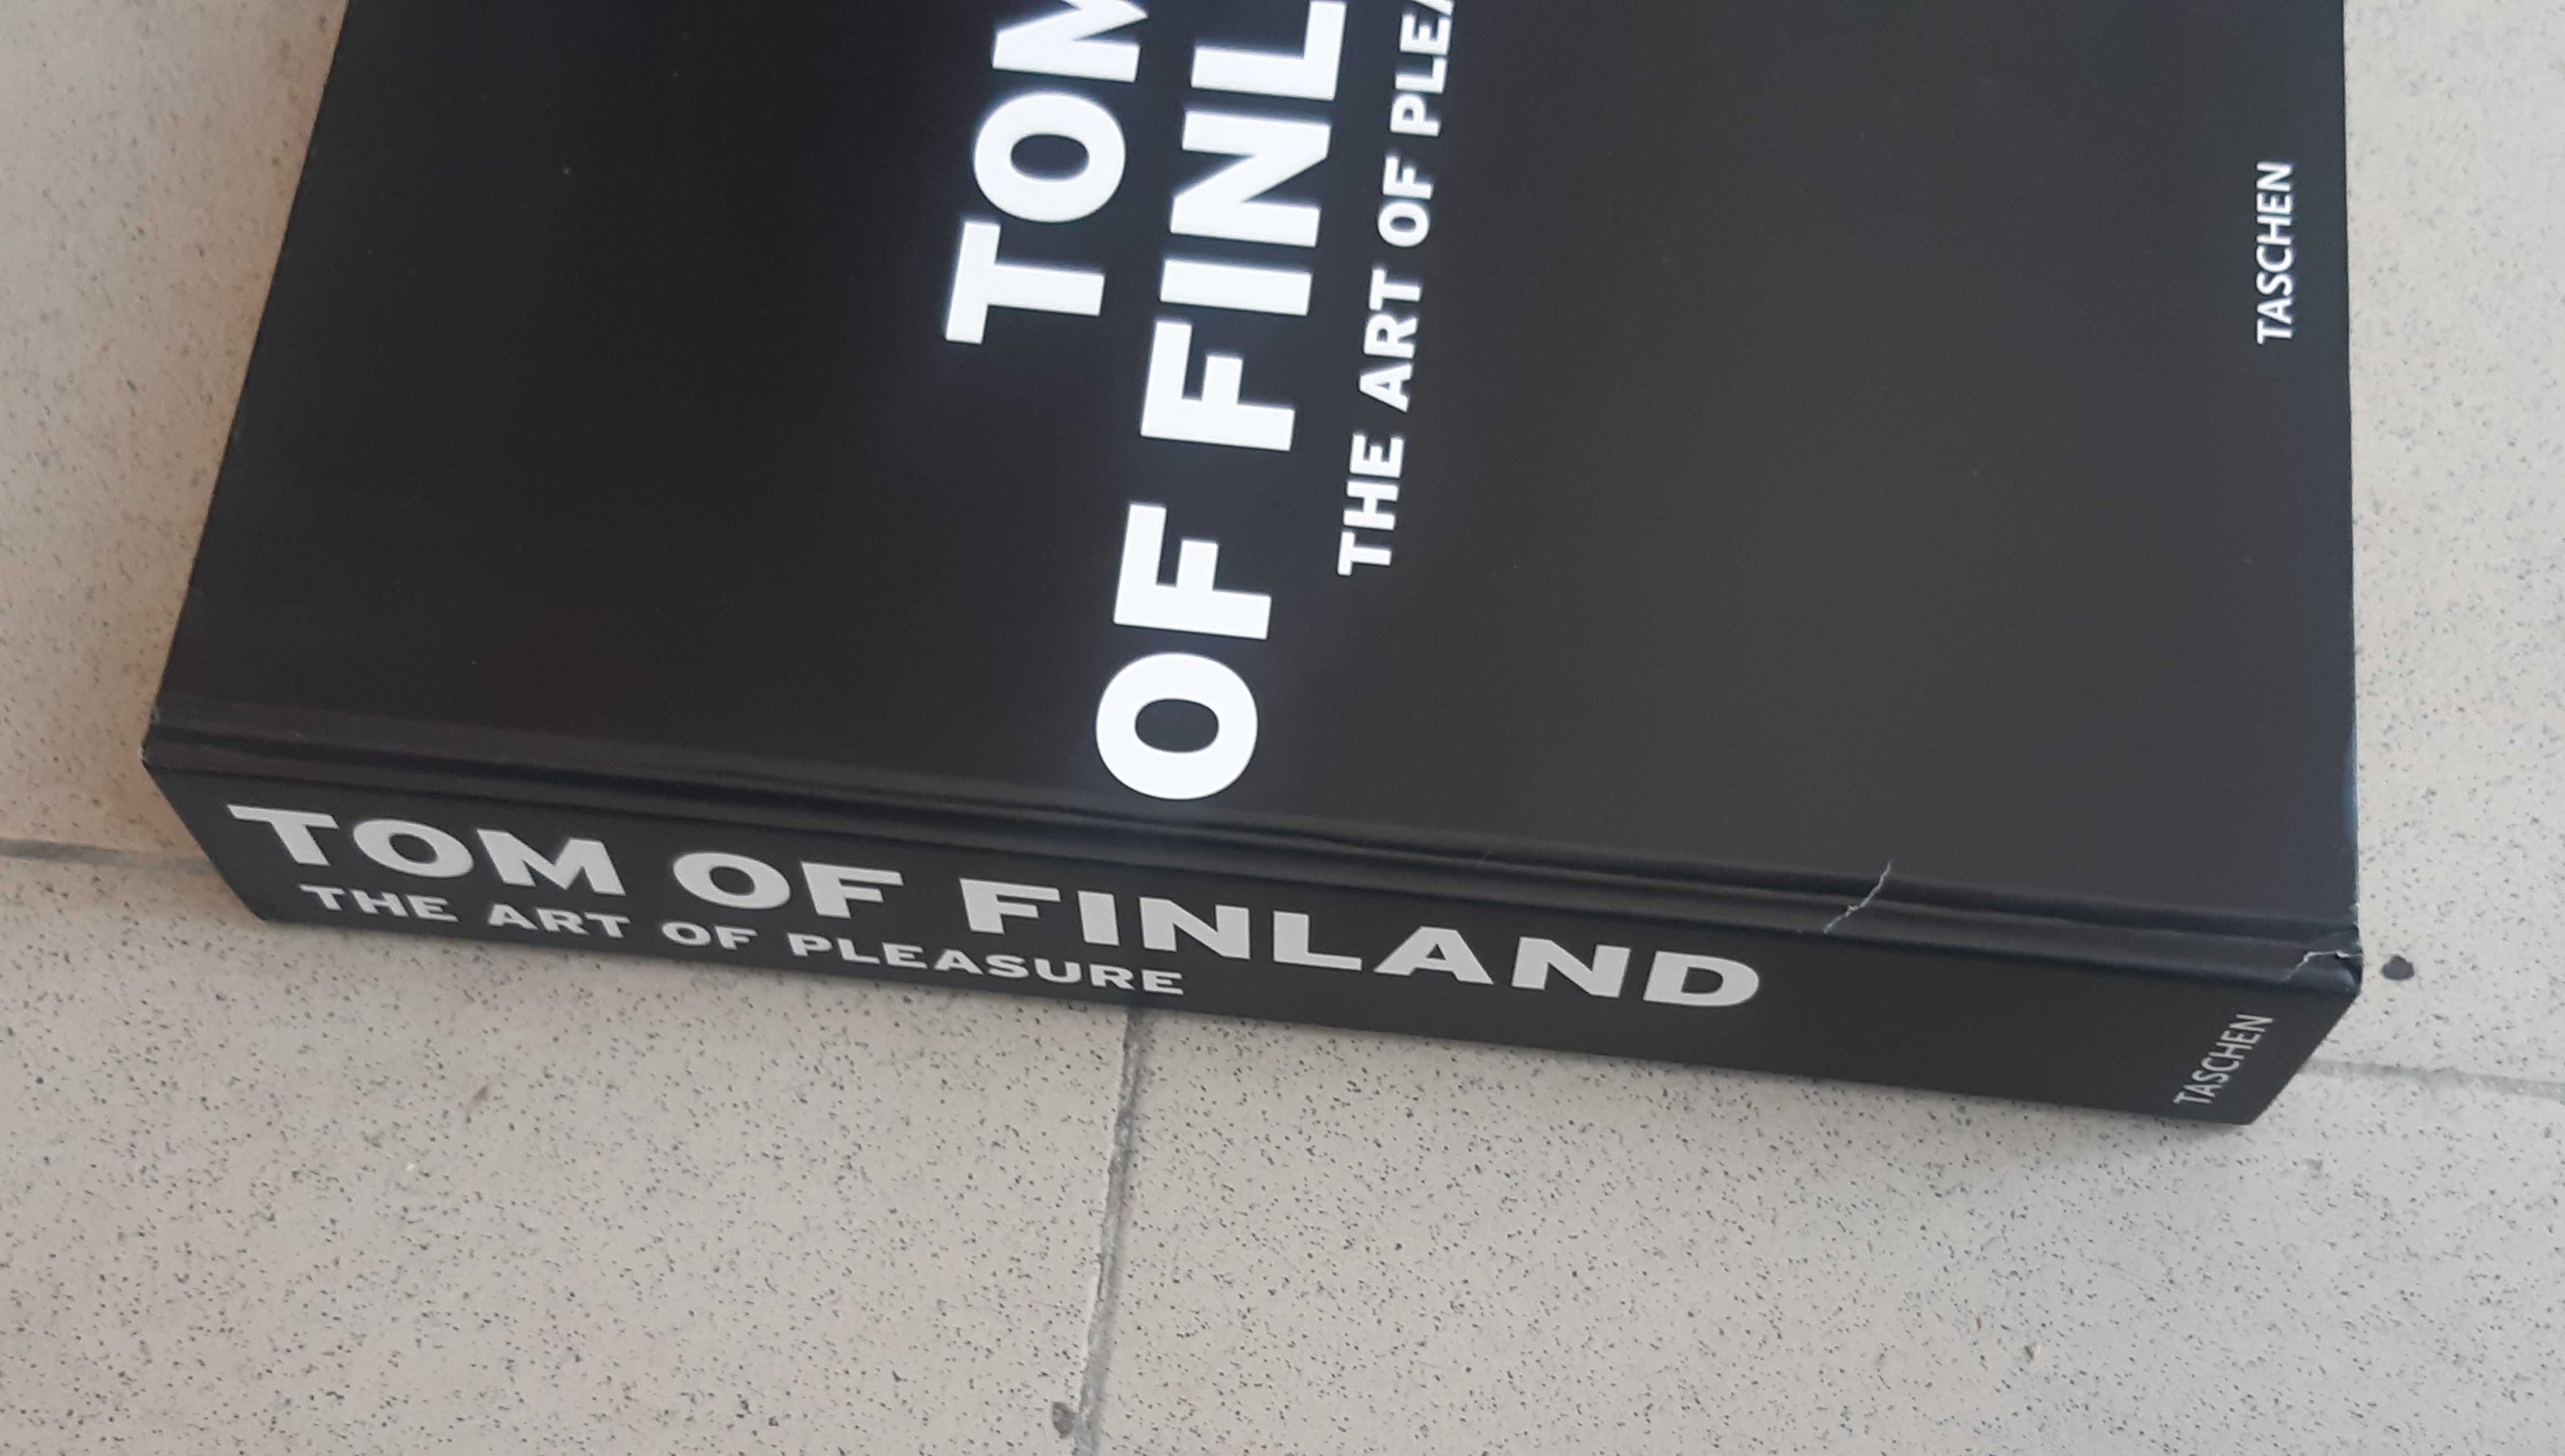 TOM
OF FINL
THE ART OF PLEA
TASCHEN
TOM OF FINLAND
THE ART OF PLEASURE
TASCHEN